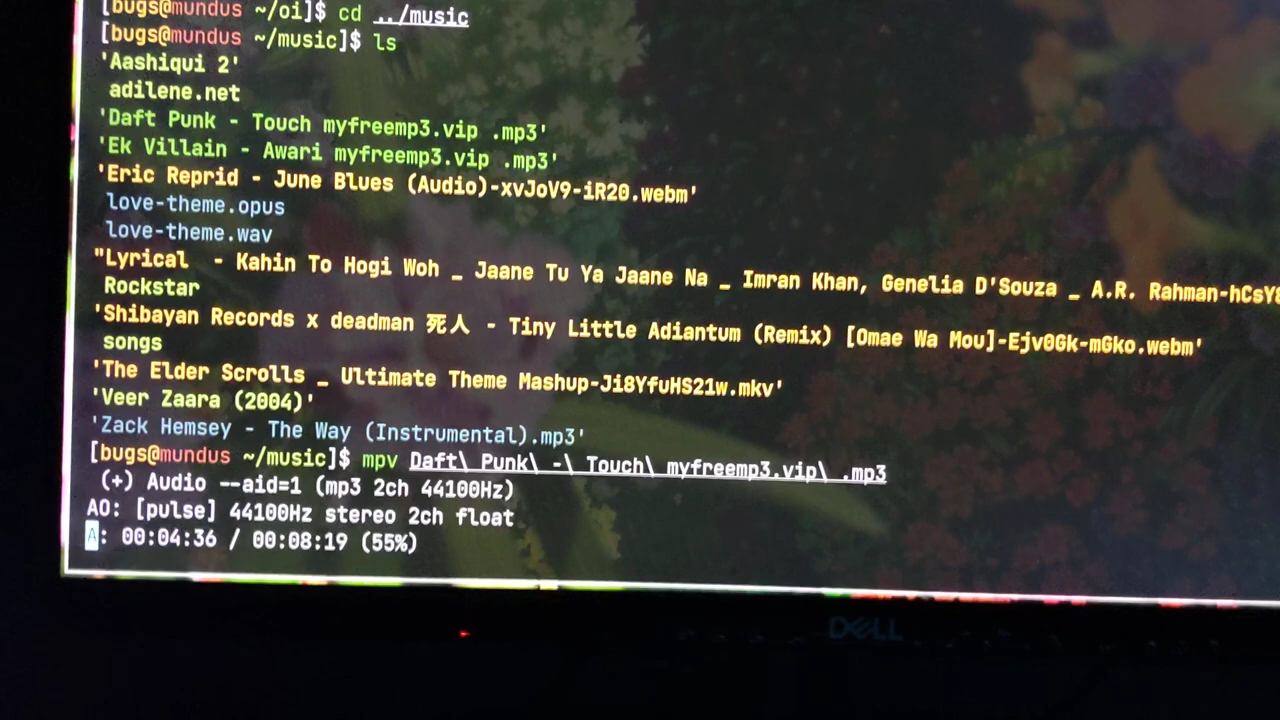 [bugs@mundus ~/oi]$ cd ../music
[bugs@mundus ~/music]$ ls
'Aashiqui 2'
adilene.net
'Daft Punk - Touch myfreemp3.vip .mp3'
'Ek Villain - Awari myfreemp3.vip .mp3'
'Eric Reprid - June Blues (Audio)-xvJoV9-iR20.webm'
love-theme.opus
love-theme.wav
"Lyrical  - Kahin To Hogi Woh _ Jaane Tu Ya Jaane Na _ Imran Khan, Genelia D'Souza _ A.R. Rahman-hCsY8
Rockstar
'Shibayan Records x deadman 死人 - Tiny Little Adiantum (Remix) [Omae Wa Mou]-Ejv0Gk-mGko.webm'
songs
'The Elder Scrolls _ Ultimate Theme Mashup-Ji8YfuHS21w.mkv'
'Veer Zaara (2004)'
'Zack Hemsey - The Way (Instrumental).mp3'
[bugs@mundus ~/music]$ mpv Daft\ Punk\ -\ Touch\ myfreemp3.vip\ .mp3
(+) Audio --aid=1 (mp3 2ch 44100Hz)
AO: [pulse] 44100Hz stereo 2ch float
A: 00:04:36 / 00:08:19 (55%)
DELL